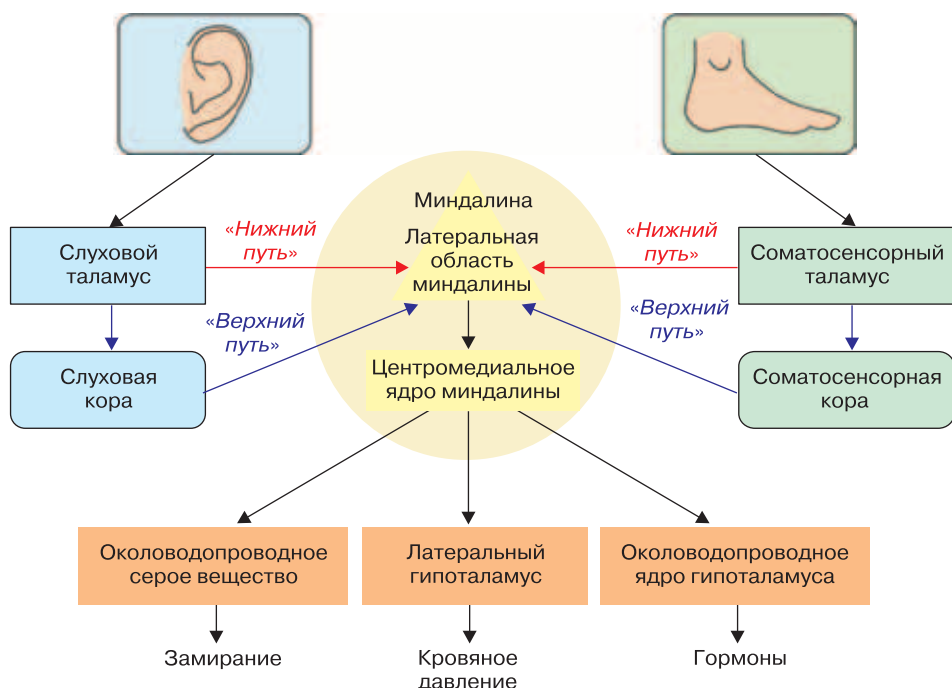 Миндалина
«Нижний
путь»
«Нижний
путь»
Слуховой
таламус
Латеральная
область
миндалины
Соматосенсорный
таламус
«Верхний
путь»
«Верхний
путь»
Слуховая
кора
Центромедиальное
ядро миндалины
Соматосенсорная
кора
Околоводопроводное
серое вещество
Латеральный
гипоталамус
Околоводопроводное
ядро гипоталамуса
Замирание
Кровяное
давление
Гормоны